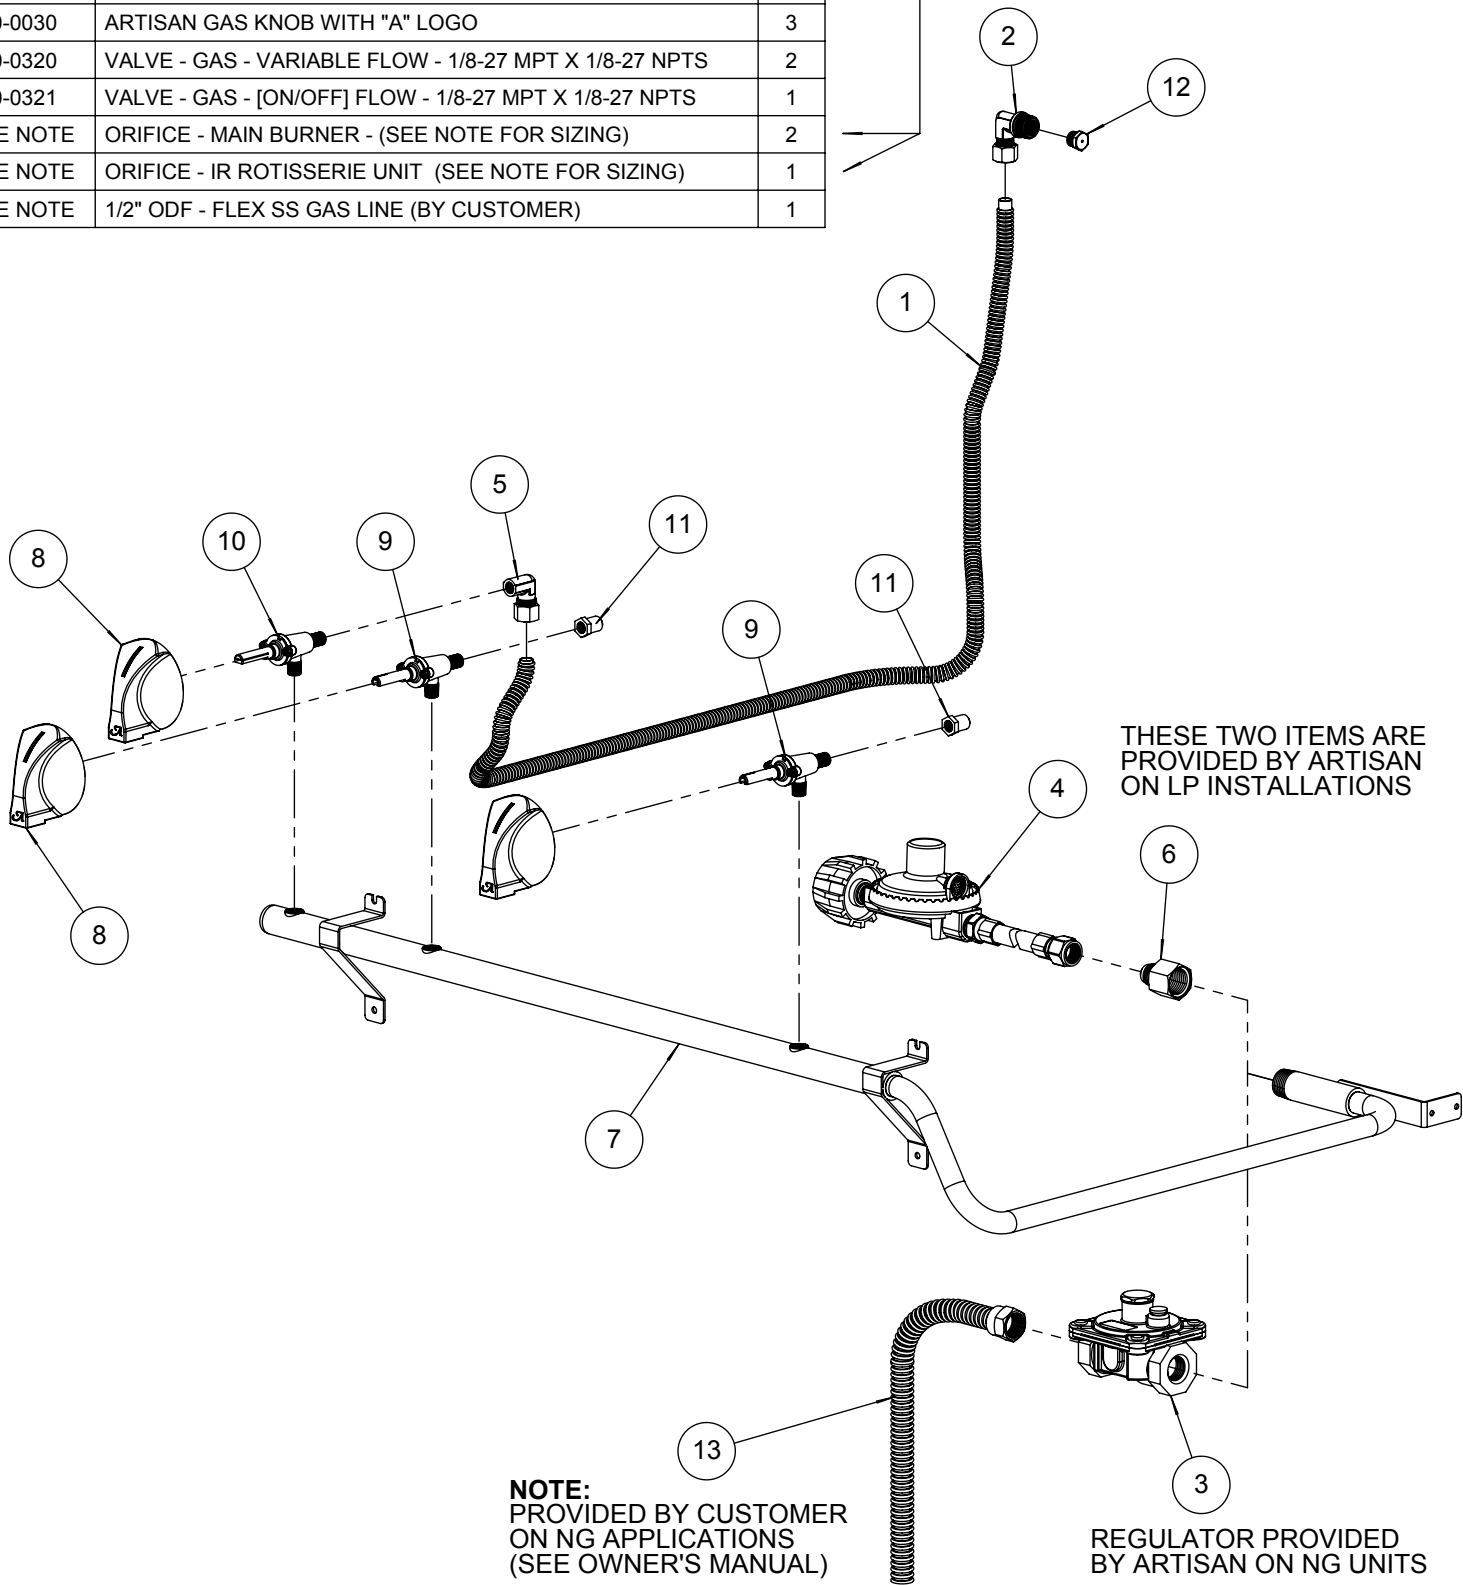 0-0030 ARTISAN GAS KNOB WITH "A" LOGO 3
0-0320 VALVE - GAS - VARIABLE FLOW - 1/8-27 MPT X 1/8-27 NPTS 2
0-0321 VALVE - GAS - [ON/OFF] FLOW - 1/8-27 MPT X 1/8-27 NPTS 1
E NOTE ORIFICE - MAIN BURNER - (SEE NOTE FOR SIZING) 2
E NOTE ORIFICE - IR ROTISSERIE UNIT (SEE NOTE FOR SIZING) 1
E NOTE 1/2" ODF - FLEX SS GAS LINE (BY CUSTOMER) 1
2
12
1
5
11
10
9
8
11
9
THESE TWO ITEMS ARE
PROVIDED BY ARTISAN
ON LP INSTALLATIONS
4
6
8
7
13
3
NOTE:
PROVIDED BY CUSTOMER
ON NG APPLICATIONS
(SEE OWNER'S MANUAL)
REGULATOR PROVIDED
BY ARTISAN ON NG UNITS